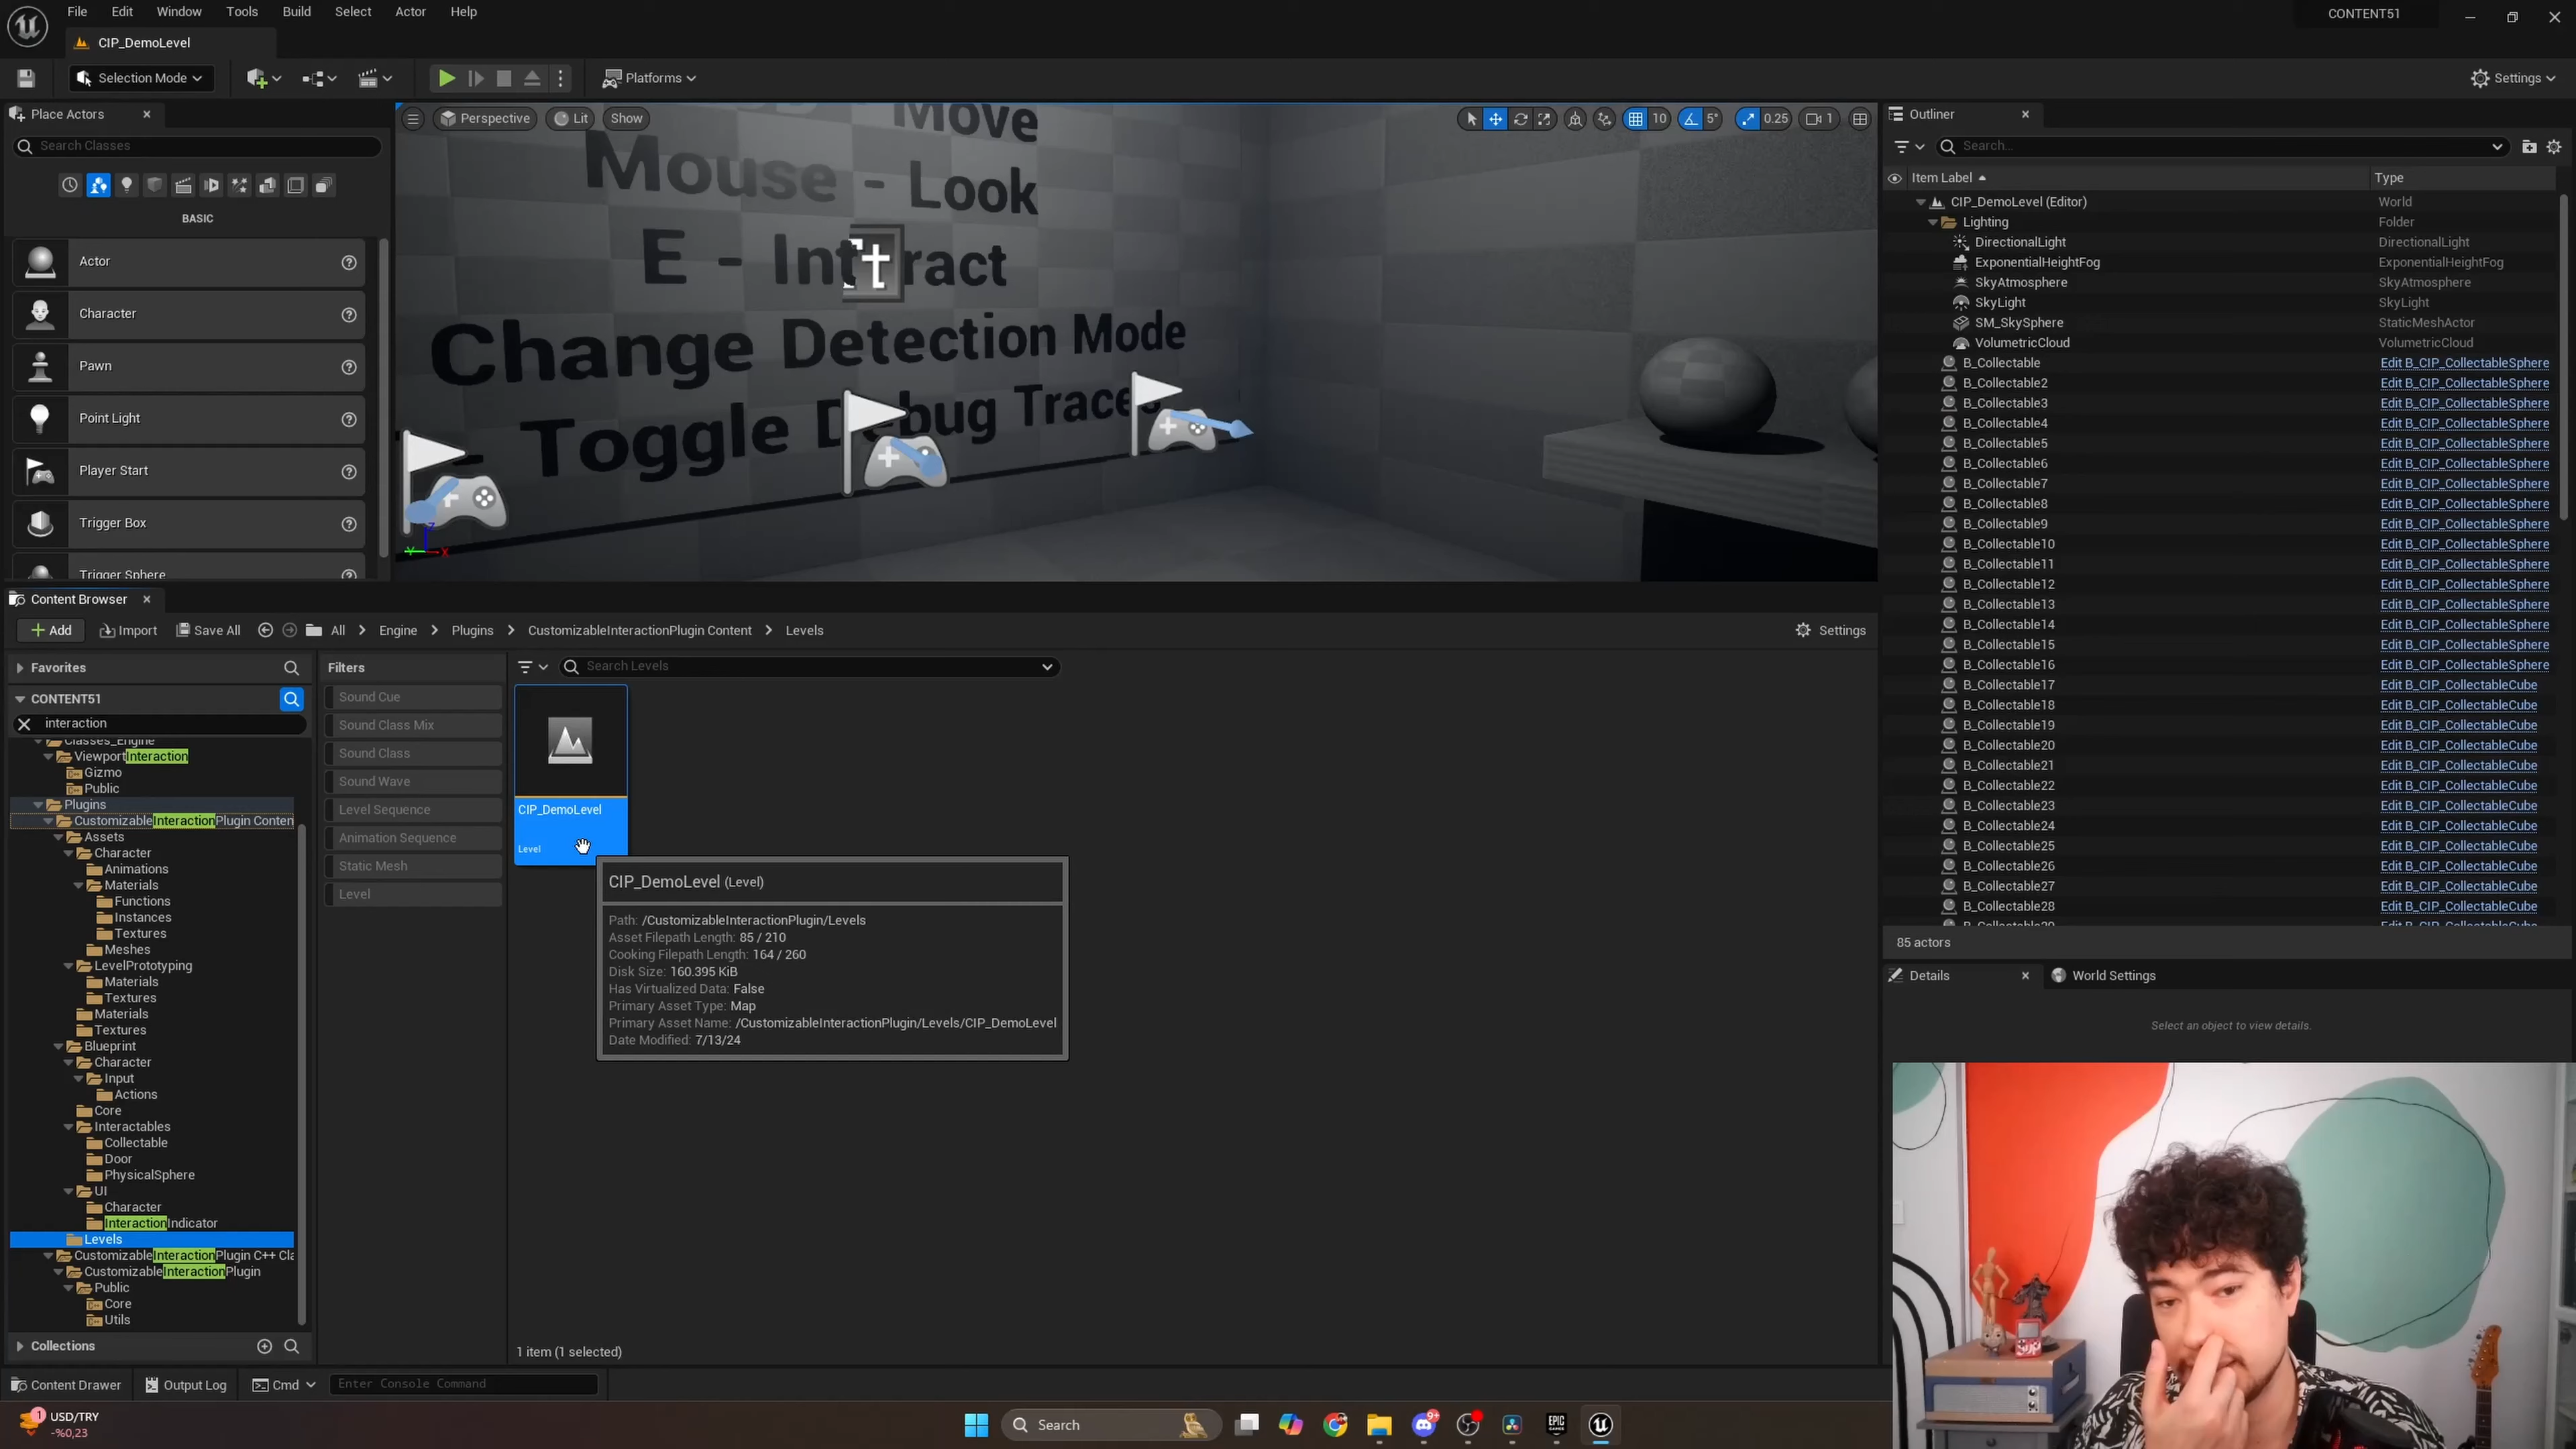 File Edit Window Tools Build Select Actor Help
CONTENT51
CIP_DemoLevel
Selection Mode
Platforms
Settings
Place Actors
Search Classes
BASIC
Actor
Character
Pawn
Point Light
Player Start
Trigger Box
Trigger Sphere
Perspective Lit Show
10 5° 0.25 1
Move
Mouse - Look
E - Interact
Change Detection Mode
- Toggle Debug Traces
Outliner
Search...
Item Label Type
CIP_DemoLevel (Editor) World
Lighting Folder
DirectionalLight DirectionalLight
ExponentialHeightFog ExponentialHeightFog
SkyAtmosphere SkyAtmosphere
SkyLight SkyLight
SM_SkySphere StaticMeshActor
VolumetricCloud VolumetricCloud
B_Collectable Edit B_CIP_CollectableSphere
B_Collectable2 Edit B_CIP_CollectableSphere
B_Collectable3 Edit B_CIP_CollectableSphere
B_Collectable4 Edit B_CIP_CollectableSphere
B_Collectable5 Edit B_CIP_CollectableSphere
B_Collectable6 Edit B_CIP_CollectableSphere
B_Collectable7 Edit B_CIP_CollectableSphere
B_Collectable8 Edit B_CIP_CollectableSphere
B_Collectable9 Edit B_CIP_CollectableSphere
B_Collectable10 Edit B_CIP_CollectableSphere
B_Collectable11 Edit B_CIP_CollectableSphere
B_Collectable12 Edit B_CIP_CollectableSphere
B_Collectable13 Edit B_CIP_CollectableSphere
B_Collectable14 Edit B_CIP_CollectableSphere
B_Collectable15 Edit B_CIP_CollectableSphere
B_Collectable16 Edit B_CIP_CollectableSphere
B_Collectable17 Edit B_CIP_CollectableCube
B_Collectable18 Edit B_CIP_CollectableCube
B_Collectable19 Edit B_CIP_CollectableCube
B_Collectable20 Edit B_CIP_CollectableCube
B_Collectable21 Edit B_CIP_CollectableCube
B_Collectable22 Edit B_CIP_CollectableCube
B_Collectable23 Edit B_CIP_CollectableCube
B_Collectable24 Edit B_CIP_CollectableCube
B_Collectable25 Edit B_CIP_CollectableCube
B_Collectable26 Edit B_CIP_CollectableCube
B_Collectable27 Edit B_CIP_CollectableCube
B_Collectable28 Edit B_CIP_CollectableCube
85 actors
Details World Settings
Select an object to view details.
Content Browser
Add Import Save All All Engine Plugins CustomizableInteractionPlugin Content Levels
Settings
Favorites
CONTENT51
interaction
Classes_Engine
ViewportInteraction
Gizmo
Public
Plugins
CustomizableInteractionPlugin Conten
Assets
Character
Animations
Materials
Functions
Instances
Textures
Meshes
LevelPrototyping
Materials
Textures
Materials
Textures
Blueprint
Character
Input
Actions
Core
Interactables
Collectable
Door
PhysicalSphere
UI
Character
InteractionIndicator
Levels
CustomizableInteractionPlugin C++ Cla
CustomizableInteractionPlugin
Public
Core
Utils
Collections
Filters
Sound Cue
Sound Class Mix
Sound Class
Sound Wave
Level Sequence
Animation Sequence
Static Mesh
Level
Search Levels
CIP_DemoLevel
Level
CIP_DemoLevel (Level)
Path: /CustomizableInteractionPlugin/Levels
Asset Filepath Length: 85 / 210
Cooking Filepath Length: 164 / 260
Disk Size: 160.395 KiB
Has Virtualized Data: False
Primary Asset Type: Map
Primary Asset Name: /CustomizableInteractionPlugin/Levels/CIP_DemoLevel
Date Modified: 7/13/24
1 item (1 selected)
Content Drawer Output Log Cmd Enter Console Command
1
USD/TRY
-%0,23
Search
9+
EPIC
GAMES